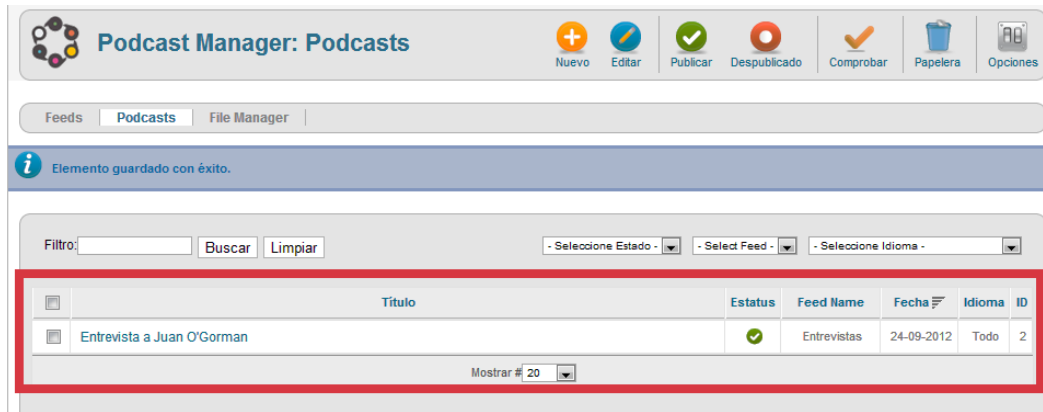 Podcast Manager: Podcasts
Nuevo Editar Publicar Despublicado Comprobar Papelera Opciones
Feeds Podcasts File Manager
i Elemento guardado con éxito.
Filtro: Buscar Limpiar - Seleccione Estado - - Select Feed - - Seleccione Idioma -
Título Estatus Feed Name Fecha Idioma ID
Entrevista a Juan O'Gorman Entrevistas 24-09-2012 Todo 2
Mostrar # 20